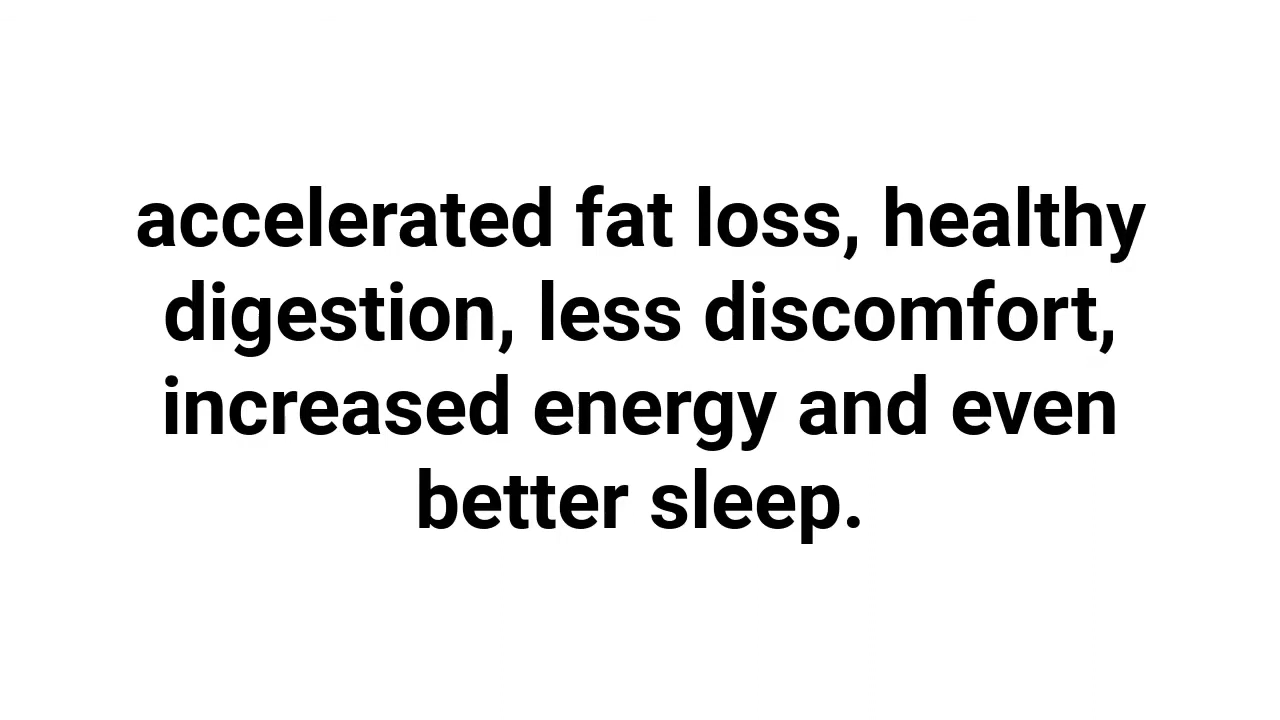 accelerated fat loss, healthy
digestion, less discomfort,
increased energy and even
better sleep.